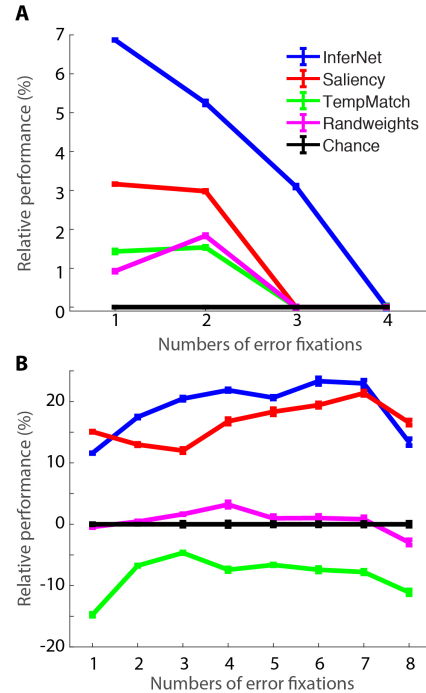 A
Relative performance (%)
7
6
5
4
3
2
1
0
InferNet
Saliency
TempMatch
Randweights
Chance
1 2 3 4
Numbers of error fixations
B
Relative performance (%)
20
10
0
-10
-20
1 2 3 4 5 6 7 8
Numbers of error fixations